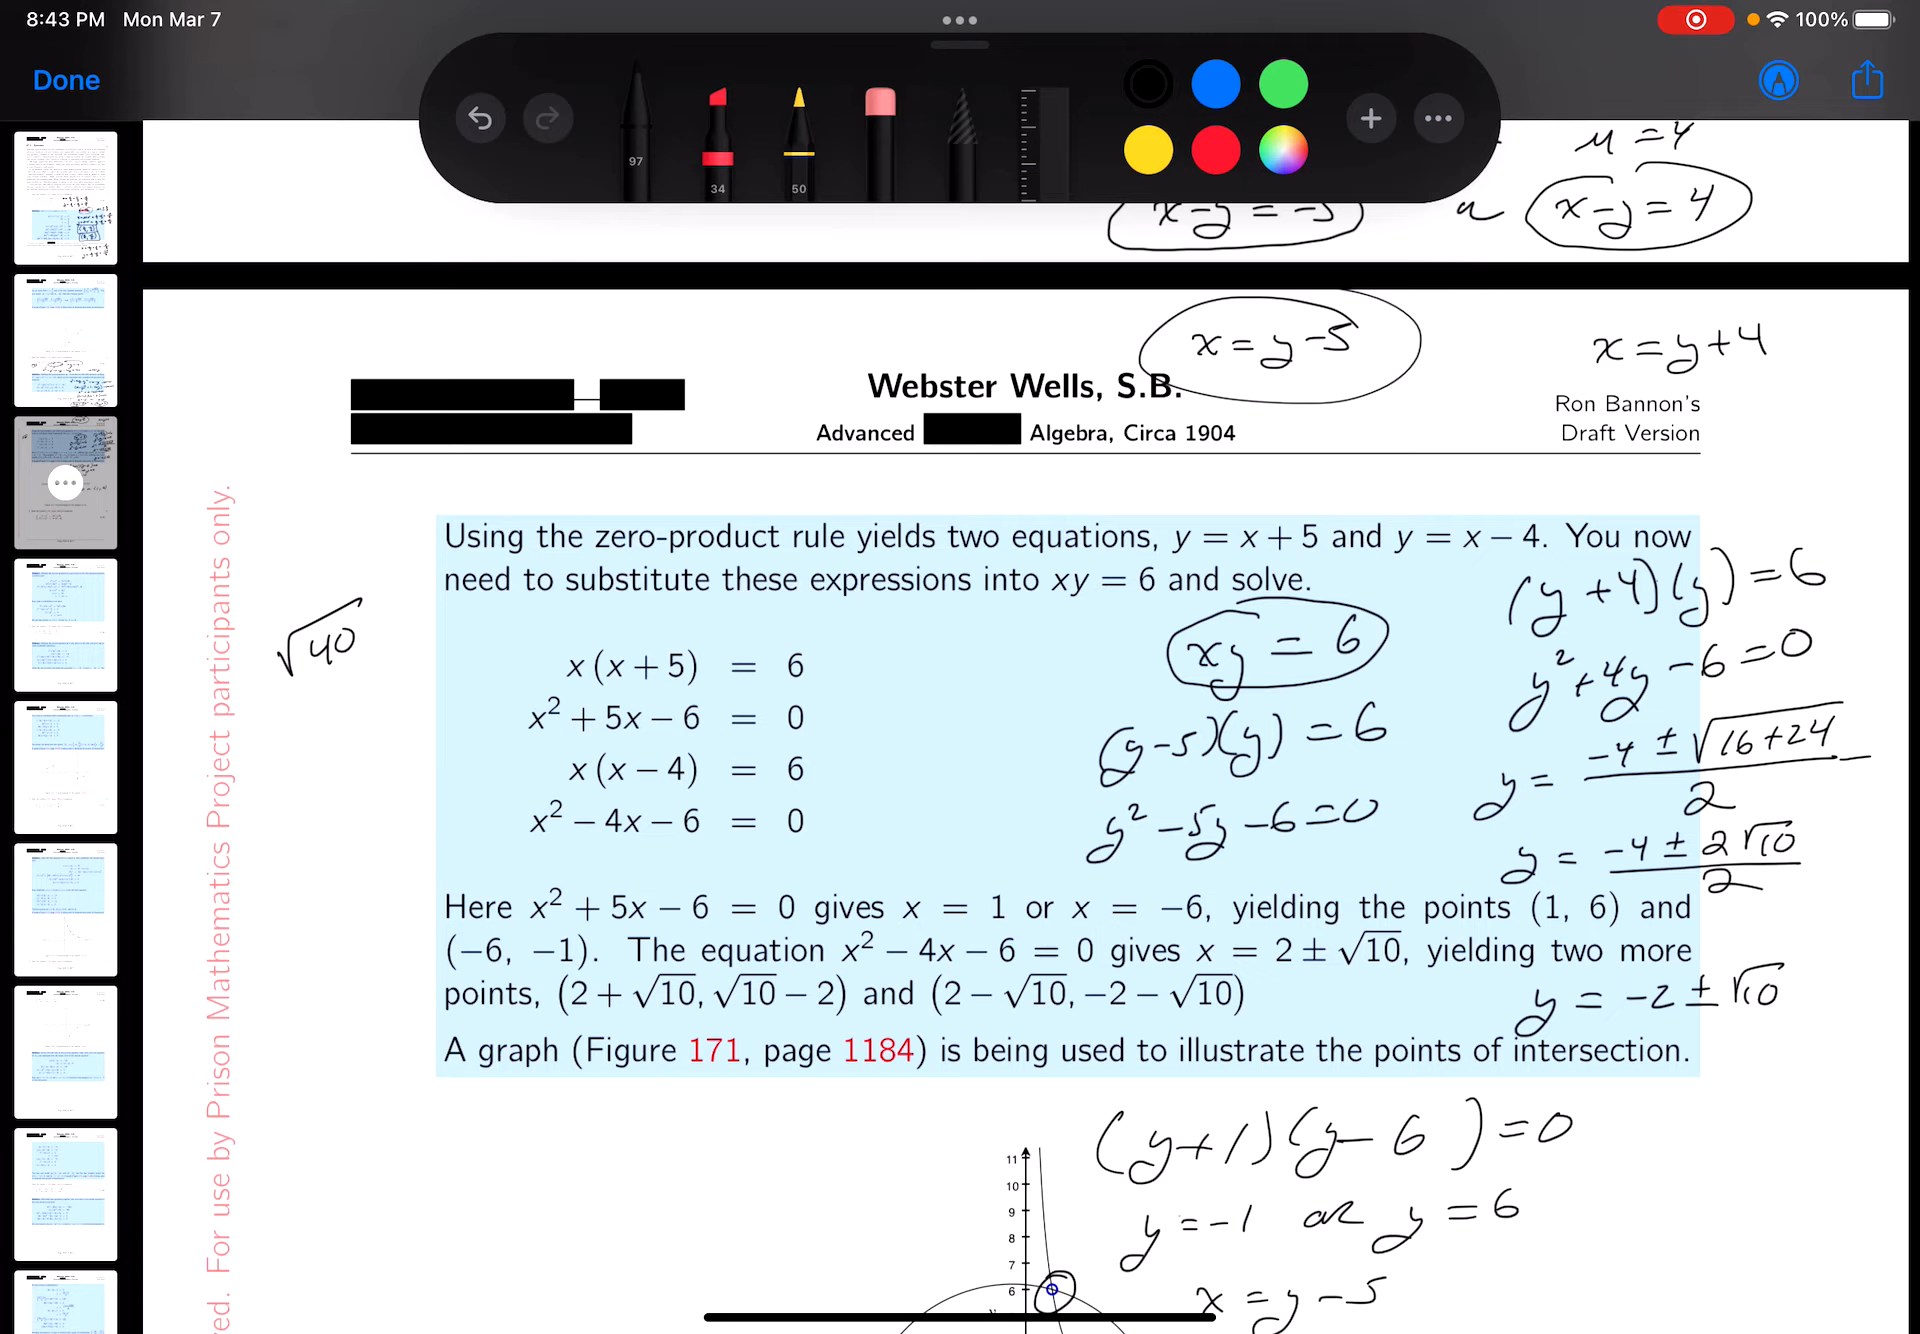 8:43 PM Mon Mar 7
100%
Done
97
34
50
μ = 4
x-y = -5
x-y = 4
x = y-5
x = y+4
Webster Wells, S.B.
Ron Bannon's
Advanced Algebra, Circa 1904
Draft Version
red. For use by Prison Mathematics Project participants only.
Using the zero-product rule yields two equations, y = x + 5 and y = x − 4. You now
need to substitute these expressions into xy = 6 and solve.
x (x + 5) = 6
x² + 5x − 6 = 0
x (x − 4) = 6
x² − 4x − 6 = 0
√40
xy = 6
(y-5)(y) = 6
y² -5y -6 = 0
(y+4)(y) = 6
y² + 4y - 6 = 0
y = (-4 ± √16+24) / 2
y = (-4 ± 2√10) / 2
Here x² + 5x − 6 = 0 gives x = 1 or x = −6, yielding the points (1, 6) and
(−6, −1). The equation x² − 4x − 6 = 0 gives x = 2 ± √10, yielding two more
points, (2 + √10, √10 − 2) and (2 − √10, −2 − √10)
y = -2 ± √10
A graph (Figure 171, page 1184) is being used to illustrate the points of intersection.
(y+1)(y-6) = 0
y = -1 or y = 6
x = y-5
11
10
9
8
7
6